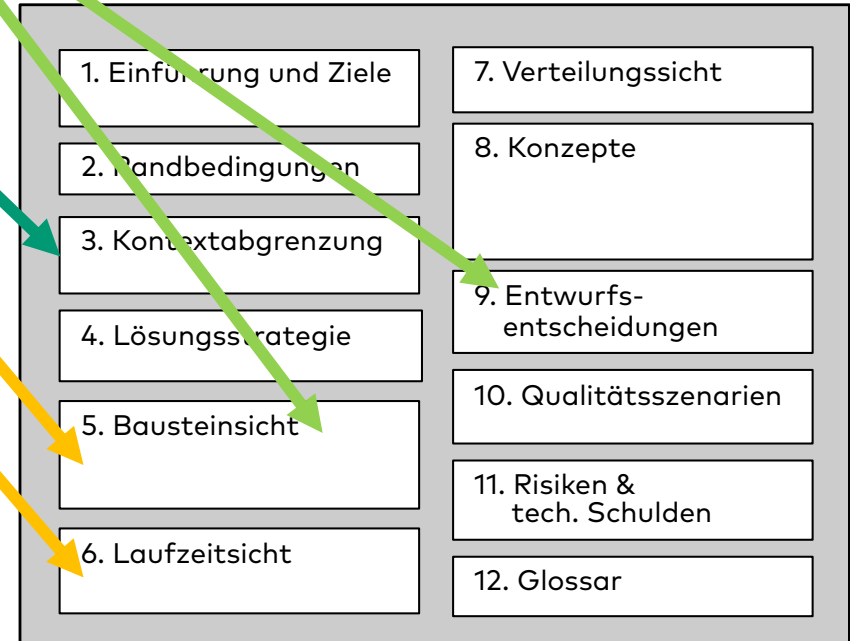 1. Einführung und Ziele
2. Randbedingungen
3. Kontextabgrenzung
4. Lösungsstrategie
5. Bausteinsicht
6. Laufzeitsicht
7. Verteilungssicht
8. Konzepte
9. Entwurfs-
entscheidungen
10. Qualitätsszenarien
11. Risiken &
tech. Schulden
12. Glossar